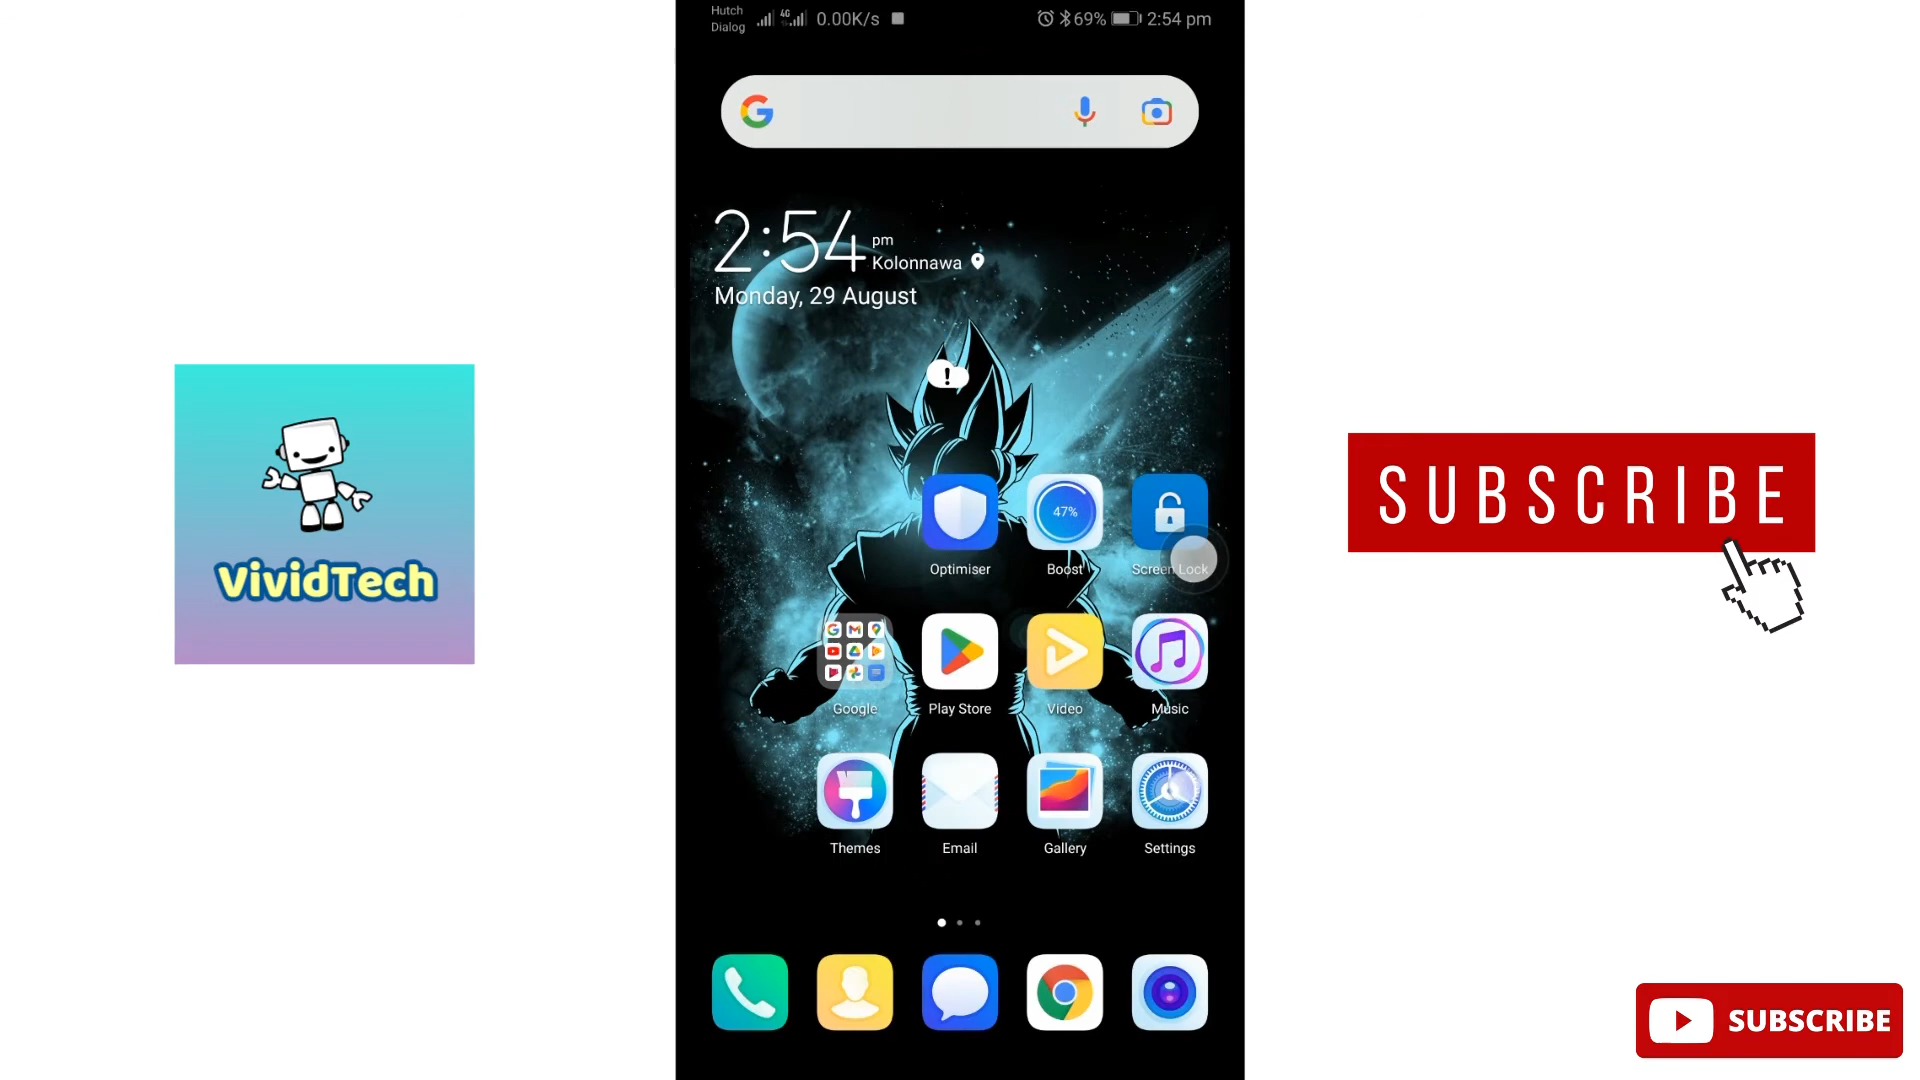 Hutch
Dialog
4G
0.00K/s
69%
2:54 pm
2:54 pm
Kolonnawa
Monday, 29 August
!
47%
Optimiser
Boost
Screen Lock
Google
Play Store
Video
Music
Themes
Email
Gallery
Settings
VividTech
SUBSCRIBE
SUBSCRIBE